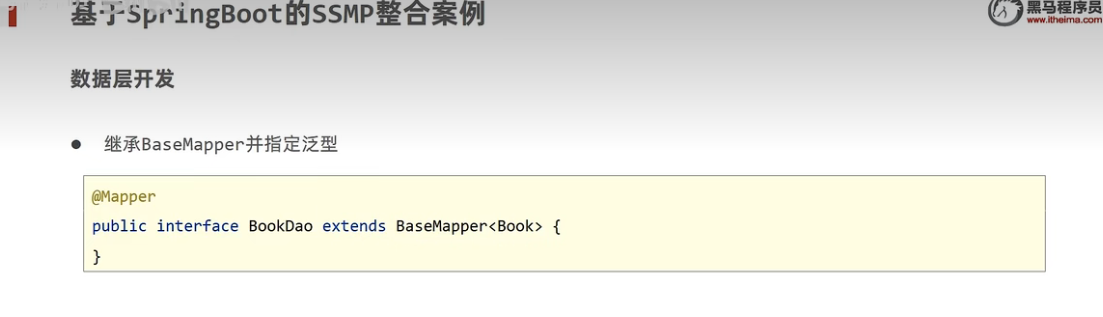 基于SpringBoot的SSMP整合案例
黑马程序员
www.itheima.com
数据层开发
● 继承BaseMapper并指定泛型
@Mapper
public interface BookDao extends BaseMapper<Book> {
}